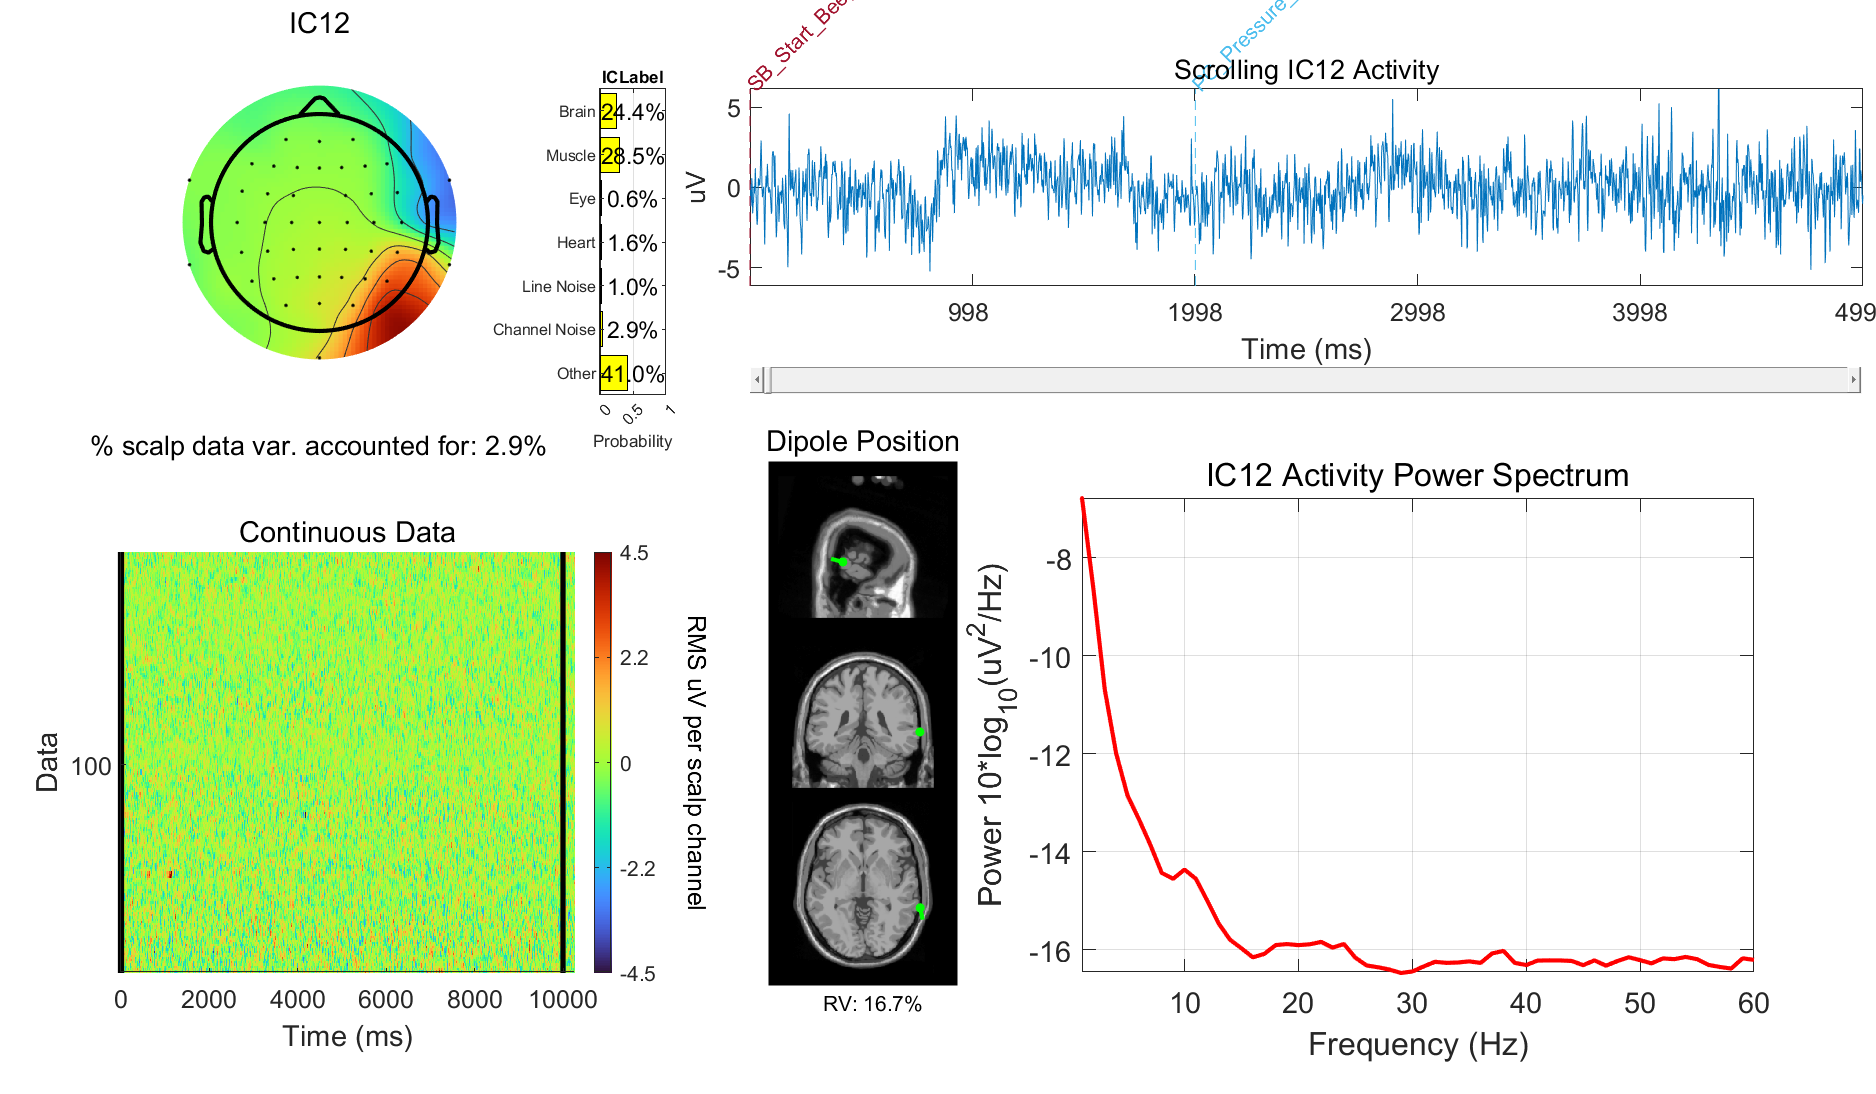 IC12
ICLabel
Brain 24.4%
Muscle 28.5%
Eye 0.6%
Heart 1.6%
Line Noise 1.0%
Channel Noise 2.9%
Other 41.0%
0 0.5 1
Probability
% scalp data var. accounted for: 2.9%
SB_Start_Bee
Pressure_
Scrolling IC12 Activity
5
0
-5
uV
998 1998 2998 3998 499
Time (ms)
Continuous Data
Data
100
0 2000 4000 6000 8000 10000
Time (ms)
4.5
2.2
0
-2.2
-4.5
RMS uV per scalp channel
Dipole Position
RV: 16.7%
IC12 Activity Power Spectrum
Power 10*log10(uV2/Hz)
-8
-10
-12
-14
-16
10 20 30 40 50 60
Frequency (Hz)